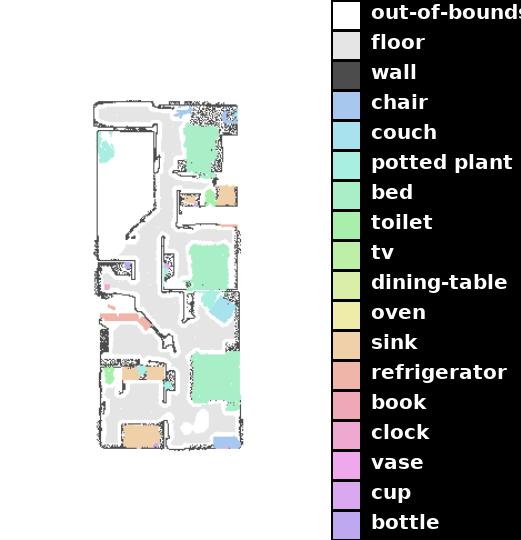 out-of-bounds
floor
wall
chair
couch
potted plant
bed
toilet
tv
dining-table
oven
sink
refrigerator
book
clock
vase
cup
bottle